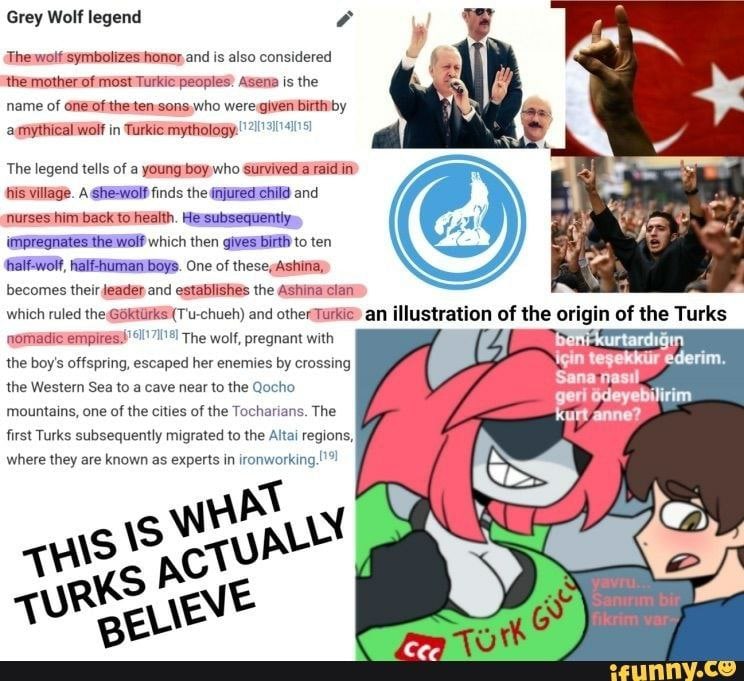 Grey Wolf legend
The wolf symbolizes honor and is also considered
the mother of most Turkic peoples. Asena is the
name of one of the ten sons who were given birth by
a mythical wolf in Turkic mythology.[12][13][14][15]
The legend tells of a young boy who survived a raid in
his village. A she-wolf finds the injured child and
nurses him back to health. He subsequently
impregnates the wolf which then gives birth to ten
half-wolf, half-human boys. One of these, Ashina,
becomes their leader and establishes the Ashina clan
which ruled the Göktürks (T'u-chueh) and other Turkic
nomadic empires.[16][17][18] The wolf, pregnant with
the boy's offspring, escaped her enemies by crossing
the Western Sea to a cave near to the Qocho
mountains, one of the cities of the Tocharians. The
first Turks subsequently migrated to the Altai regions,
where they are known as experts in ironworking.[19]
THIS IS WHAT
TURKS ACTUALLY
BELIEVE
an illustration of the origin of the Turks
beni kurtardığın
için teşekkür ederim.
Sana nasıl
geri ödeyebilirim
kurt anne?
yavru...
Sanırım bir
fikrim var~
CCC TÜrK GÜCÜ
ifunny.co